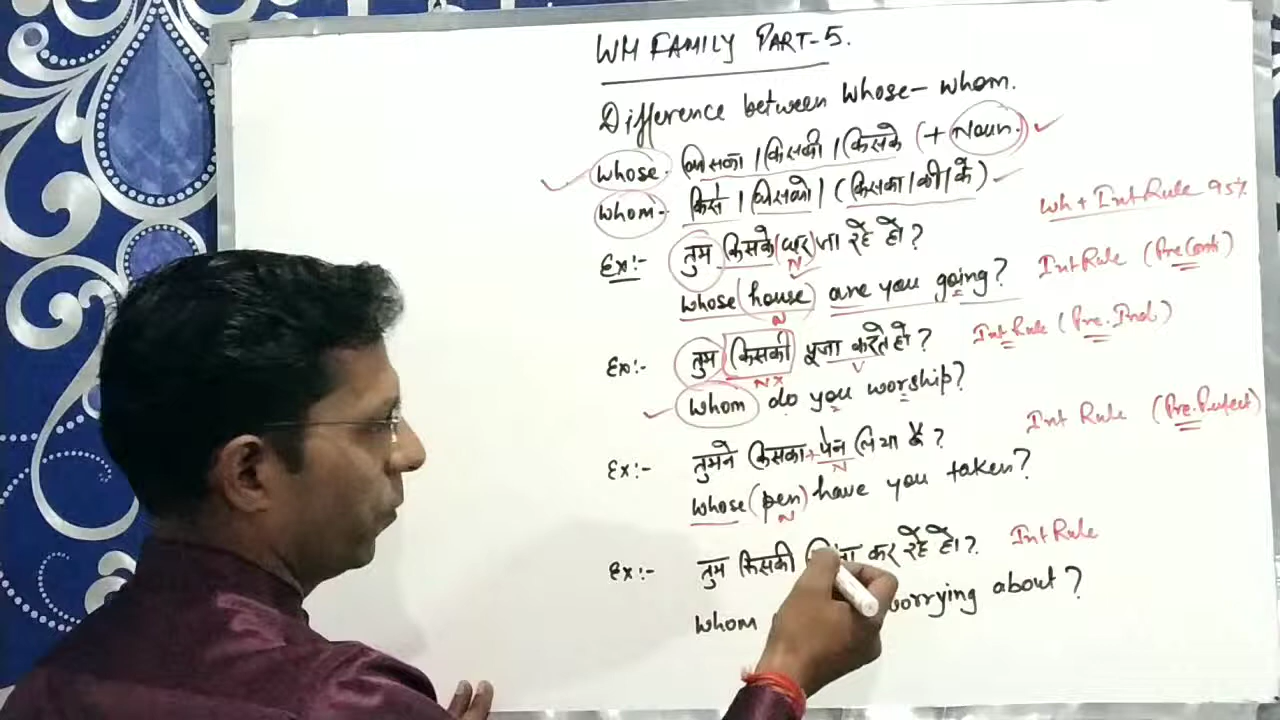 WH FAMILY PART-5.
Difference between Whose - Whom.
Whose. किसका | किसकी | किसके (+ Noun.)
Whom- किसे | किसको | (किसका | की | के)
Wh + Int Rule 95%
Ex:- तुम किसके (घर) जा रहे हो?
N
Whose (house) are you going? Int Rule (Pre Conti)
N
Ex:- तुम किसकी पूजा करते हो? Int Rule (Pre. Ind.)
N× V
Whom do you worship?
Ex:- तुमने किसका + पेन लिया है? Int Rule (Pre. Perfect)
N
Whose (pen) have you taken?
N
Ex:- तुम किसकी कर रहे हो? Int Rule
Whom worrying about?